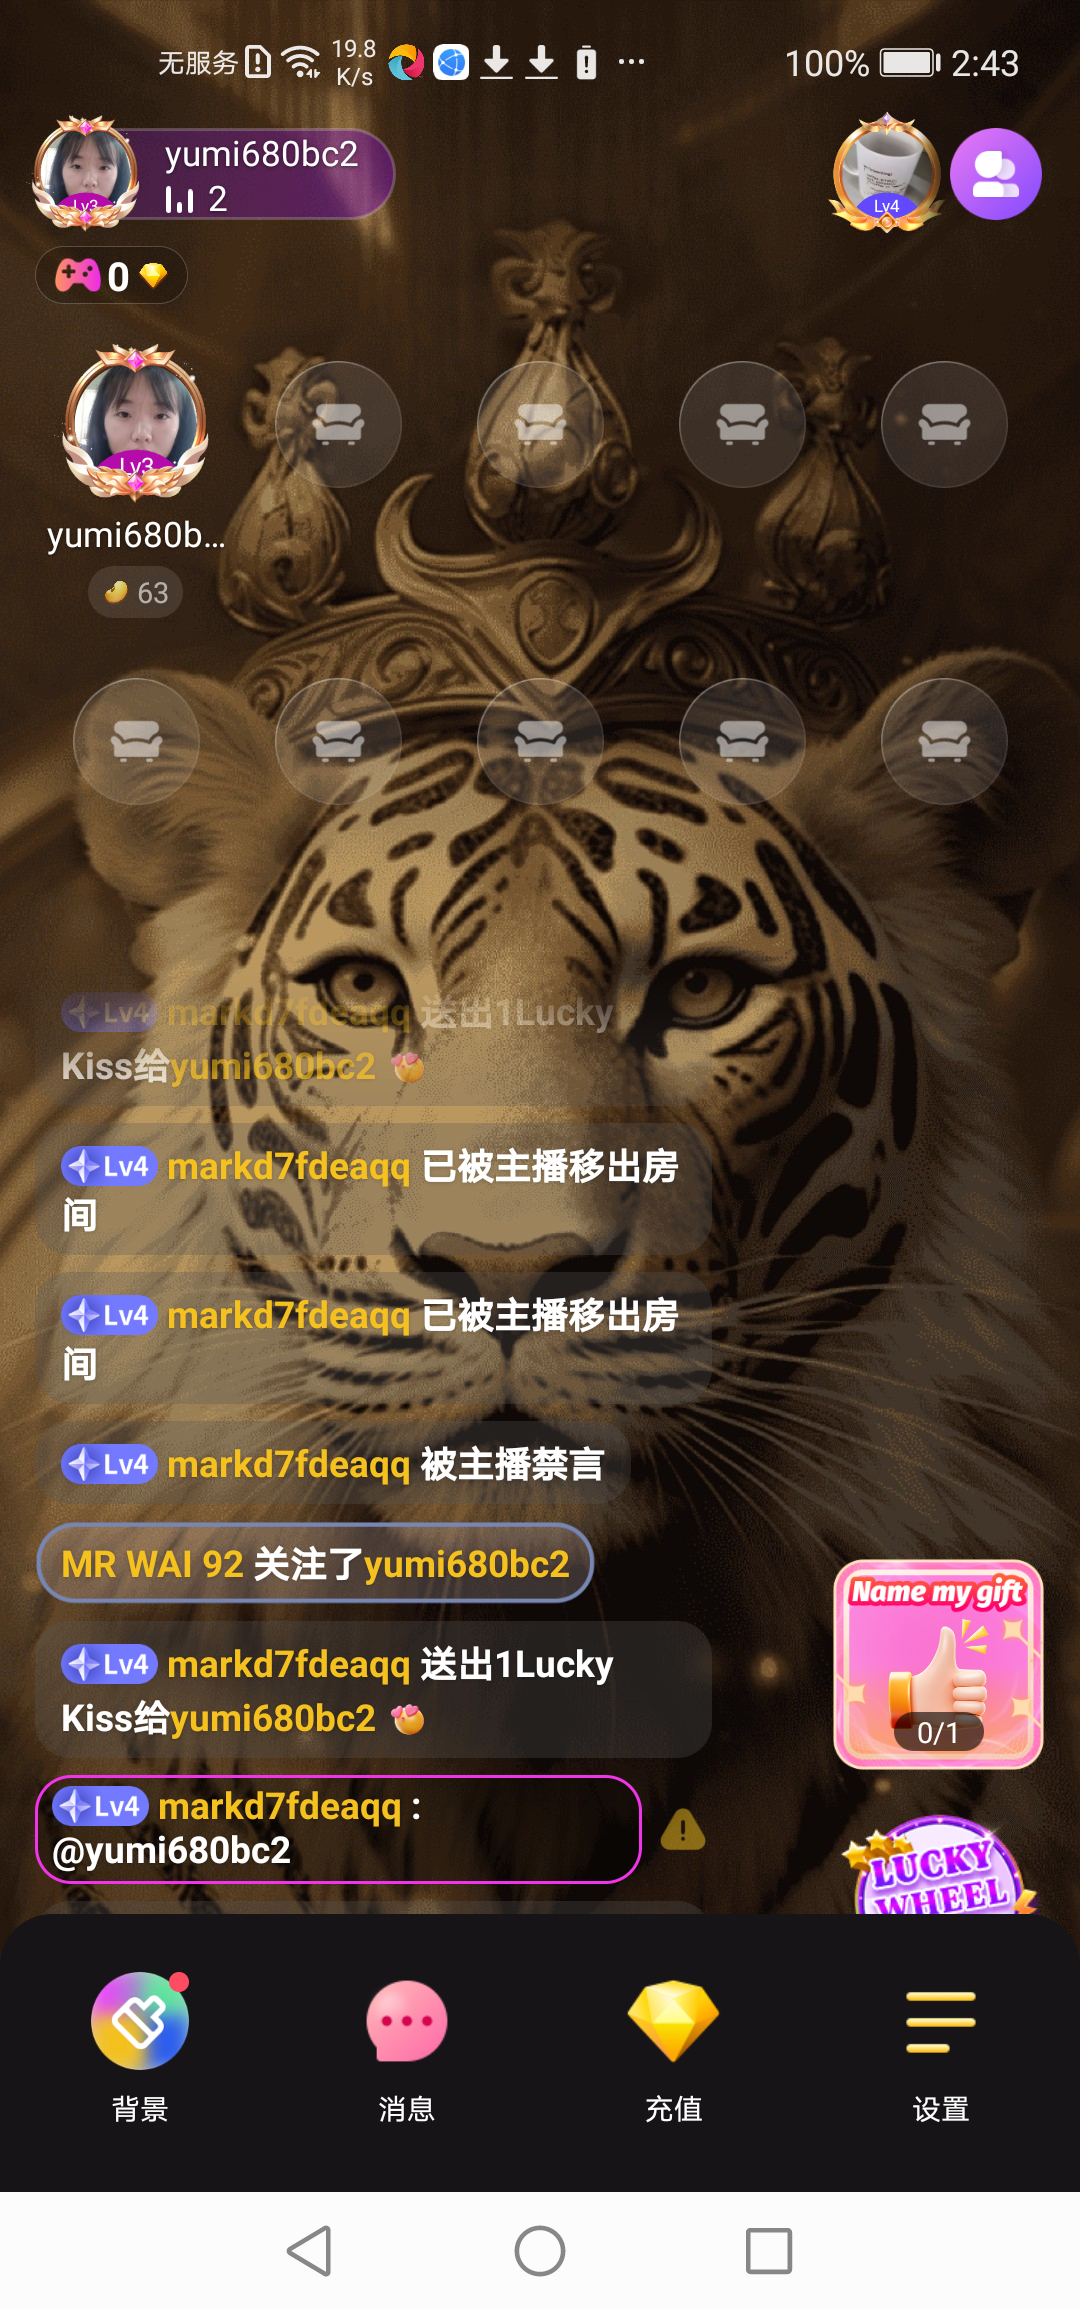 无服务
19.8
K/s
100%
2:43
yumi680bc2
2
Lv3
Lv4
0
Lv3
yumi680b...
63
Lv4 markd7fdeaqq 送出1Lucky
Kiss给yumi680bc2
Lv4 markd7fdeaqq 已被主播移出房
间
Lv4 markd7fdeaqq 已被主播移出房
间
Lv4 markd7fdeaqq 被主播禁言
MR WAI 92 关注了yumi680bc2
Lv4 markd7fdeaqq 送出1Lucky
Kiss给yumi680bc2
Lv4 markd7fdeaqq :
@yumi680bc2
Name my gift
0/1
LUCKY
WHEEL
背景
消息
充值
设置